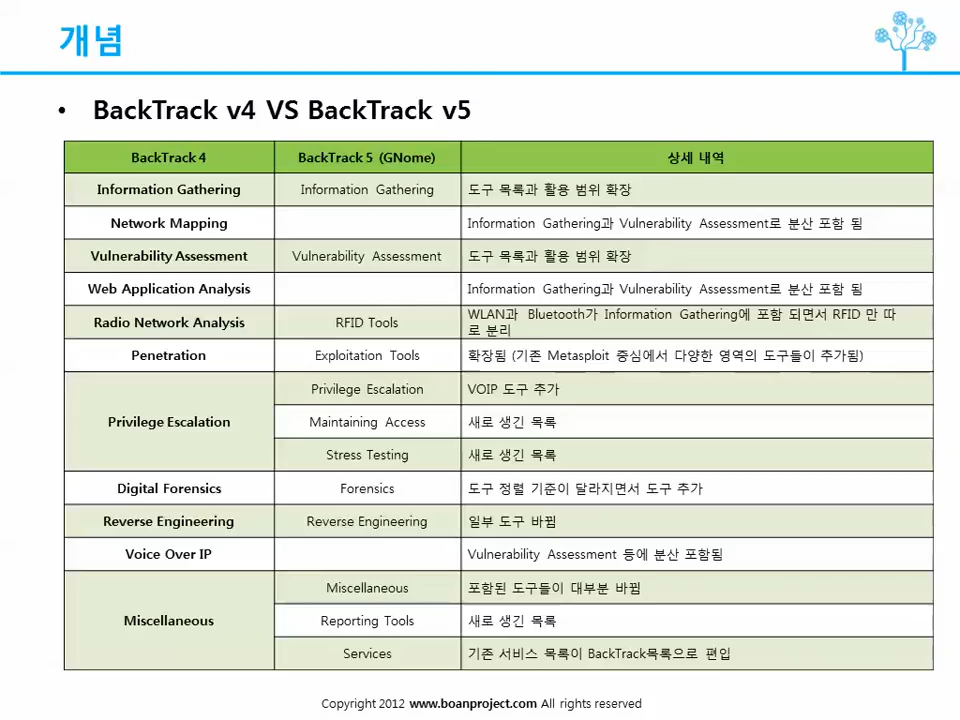 개념
• BackTrack v4 VS BackTrack v5
BackTrack 4 BackTrack 5 (GNome) 상세 내역
Information Gathering Information Gathering 도구 목록과 활용 범위 확장
Network Mapping Information Gathering과 Vulnerability Assessment로 분산 포함 됨
Vulnerability Assessment Vulnerability Assessment 도구 목록과 활용 범위 확장
Web Application Analysis Information Gathering과 Vulnerability Assessment로 분산 포함 됨
Radio Network Analysis RFID Tools WLAN과 Bluetooth가 Information Gathering에 포함 되면서 RFID 만 따
로 분리
Penetration Exploitation Tools 확장됨 (기존 Metasploit 중심에서 다양한 영역의 도구들이 추가됨)
Privilege Escalation Privilege Escalation VOIP 도구 추가
Maintaining Access 새로 생긴 목록
Stress Testing 새로 생긴 목록
Digital Forensics Forensics 도구 정렬 기준이 달라지면서 도구 추가
Reverse Engineering Reverse Engineering 일부 도구 바뀜
Voice Over IP Vulnerability Assessment 등에 분산 포함됨
Miscellaneous Miscellaneous 포함된 도구들이 대부분 바뀜
Reporting Tools 새로 생긴 목록
Services 기존 서비스 목록이 BackTrack목록으로 편입
Copyright 2012 www.boanproject.com All rights reserved